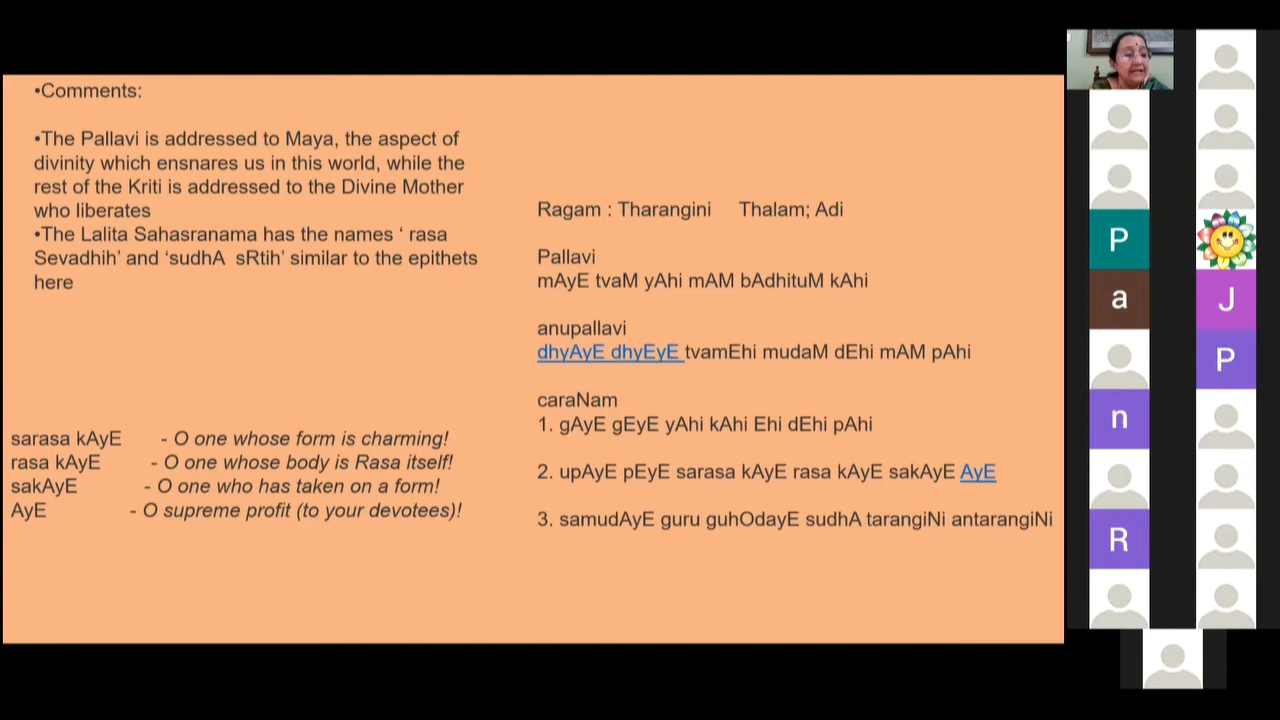 •Comments:
•The Pallavi is addressed to Maya, the aspect of
divinity which ensnares us in this world, while the
rest of the Kriti is addressed to the Divine Mother
who liberates
•The Lalita Sahasranama has the names ‘ rasa
Sevadhih’ and ‘sudhA sRtih’ similar to the epithets
here
sarasa kAyE - O one whose form is charming!
rasa kAyE - O one whose body is Rasa itself!
sakAyE - O one who has taken on a form!
AyE - O supreme profit (to your devotees)!
Ragam : Tharangini Thalam; Adi
Pallavi
mAyE tvaM yAhi mAM bAdhituM kAhi
anupallavi
dhyAyE dhyEyE tvamEhi mudaM dEhi mAM pAhi
caraNam
1. gAyE gEyE yAhi kAhi Ehi dEhi pAhi
2. upAyE pEyE sarasa kAyE rasa kAyE sakAyE AyE
3. samudAyE guru guhOdayE sudhA tarangiNi antarangiNi
P
a
J
P
n
R